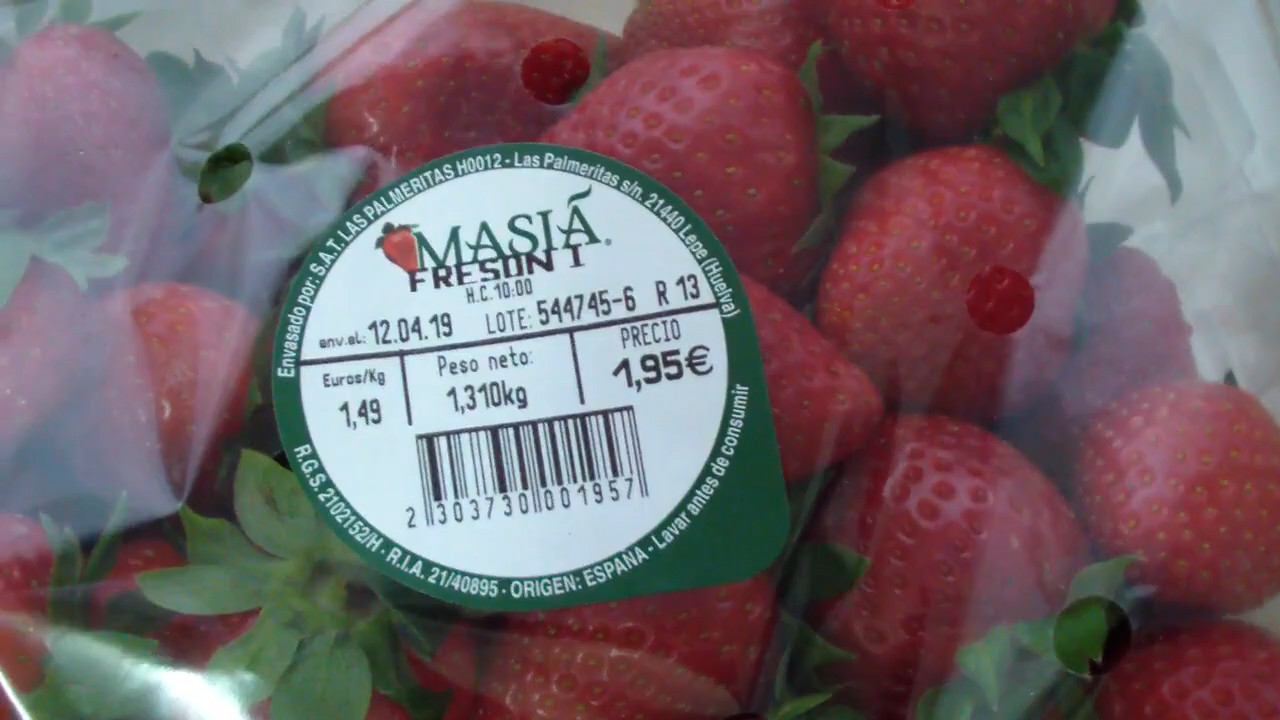 Envasado por: S.A.T. LAS PALMERITAS H0012 - Las Palmeritas s/n. 21440 Lepe (Huelva)
MASIÁ
FRESON I
H.C. 10:00
env.el: 12.04.19 LOTE: 544745-6 R 13
Euros/Kg Peso neto: PRECIO
1,49 1,310kg 1,95€
2 303730 001957
R.G.S. 2102152/H - R.I.A. 21/40895 - ORIGEN: ESPAÑA - Lavar antes de consumir